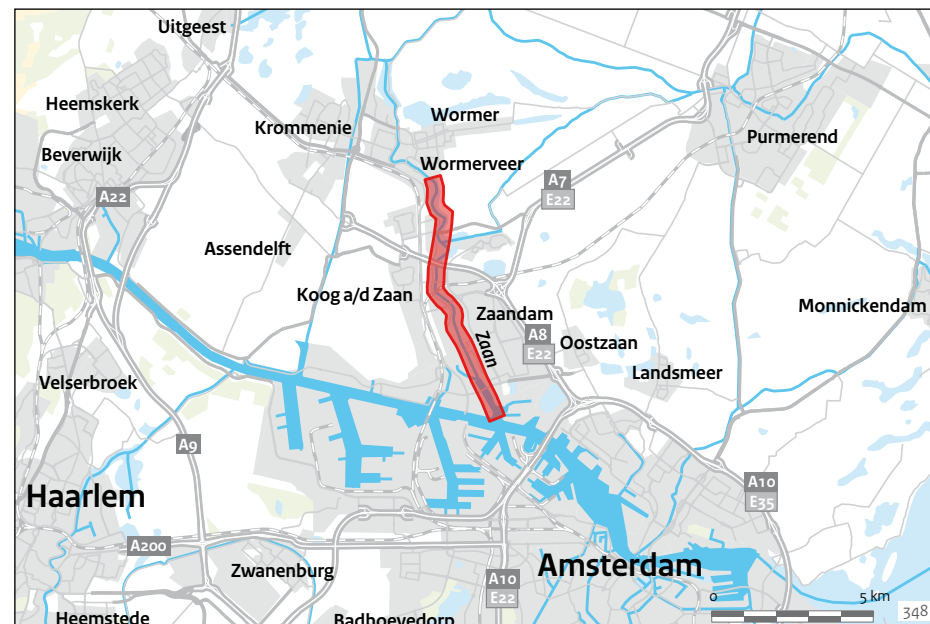 Uitgeest
Heemskerk
Wormer
Krommenie
Purmerend
Beverwijk
Wormerveer
A7
E22
A22
Assendelft
Koog a/d Zaan
Monnickendam
Zaandam
A8
E22
Oostzaan
Zaan
Landsmeer
Velserbroek
A9
A10
E35
Haarlem
A200
Zwanenburg
Amsterdam
A10
E22
0 5 km
348
Heemstede
Badhoevedorp